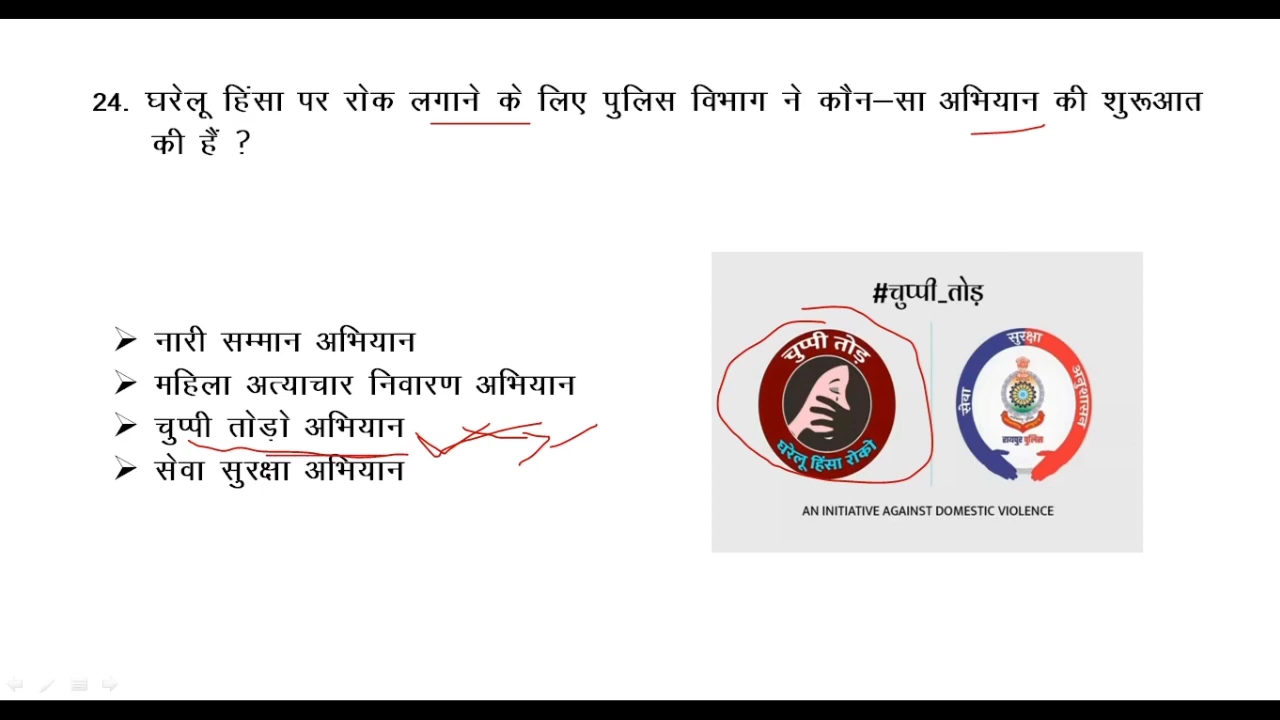 24. घरेलू हिंसा पर रोक लगाने के लिए पुलिस विभाग ने कौन–सा अभियान की शुरूआत
की हैं ?
नारी सम्मान अभियान
महिला अत्याचार निवारण अभियान
चुप्पी तोड़ो अभियान
सेवा सुरक्षा अभियान
#चुप्पी_तोड़
चुप्पी तोड़
घरेलू हिंसा रोको
सेवा
सुरक्षा
अनुशासन
रायपुर पुलिस
AN INITIATIVE AGAINST DOMESTIC VIOLENCE